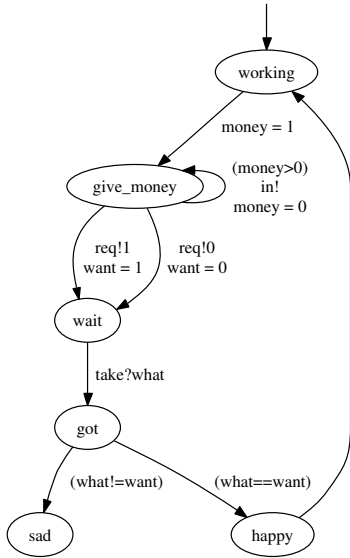 working
money = 1
give_money
(money>0)
in!
money = 0
req!1
want = 1
req!0
want = 0
wait
take?what
got
(what!=want)
(what==want)
sad
happy